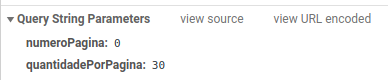 ▼ Query String Parameters view source view URL encoded
numeroPagina: 0
quantidadePorPagina: 30